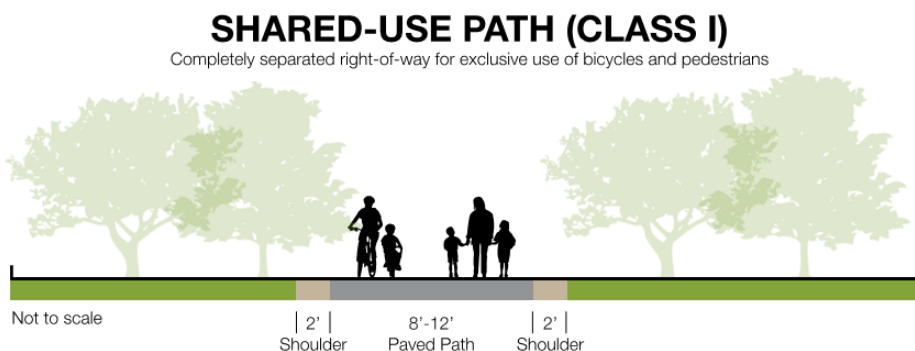 SHARED-USE PATH (CLASS I)
Completely separated right-of-way for exclusive use of bicycles and pedestrians
Not to scale
2’ 8’-12’ 2’
Shoulder Paved Path Shoulder